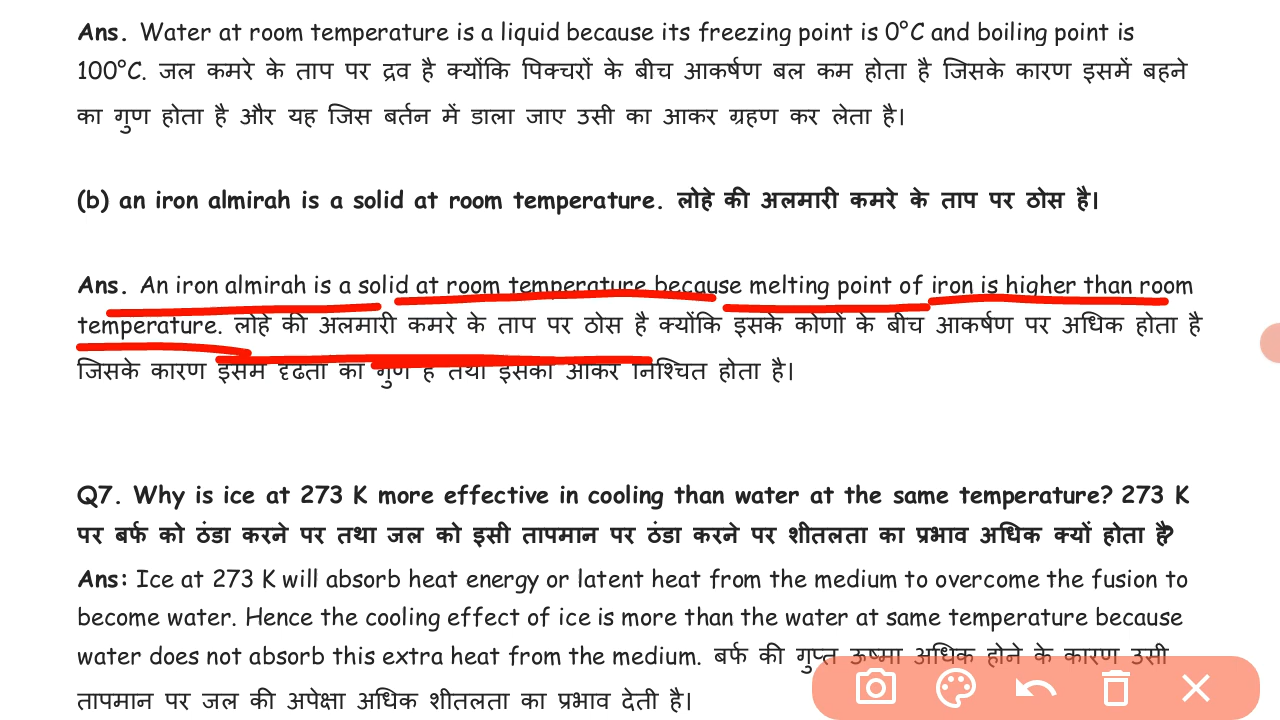 Ans. Water at room temperature is a liquid because its freezing point is 0°C and boiling point is
100°C. जल कमरे के ताप पर द्रव है क्योंकि पिक्चरों के बीच आकर्षण बल कम होता है जिसके कारण इसमें बहने
का गुण होता है और यह जिस बर्तन में डाला जाए उसी का आकर ग्रहण कर लेता है।
(b) an iron almirah is a solid at room temperature. लोहे की अलमारी कमरे के ताप पर ठोस है।
Ans. An iron almirah is a solid at room temperature because melting point of iron is higher than room
temperature. लोहे की अलमारी कमरे के ताप पर ठोस है क्योंकि इसके कोणों के बीच आकर्षण पर अधिक होता है
जिसके कारण इसमें दृढता का गुण है तथा इसका आकर निश्चित होता है।
Q7. Why is ice at 273 K more effective in cooling than water at the same temperature? 273 K
पर बर्फ को ठंडा करने पर तथा जल को इसी तापमान पर ठंडा करने पर शीतलता का प्रभाव अधिक क्यों होता है?
Ans: Ice at 273 K will absorb heat energy or latent heat from the medium to overcome the fusion to
become water. Hence the cooling effect of ice is more than the water at same temperature because
water does not absorb this extra heat from the medium. बर्फ की गुप्त ऊष्मा अधिक होने के कारण उसी
तापमान पर जल की अपेक्षा अधिक शीतलता का प्रभाव देती है।